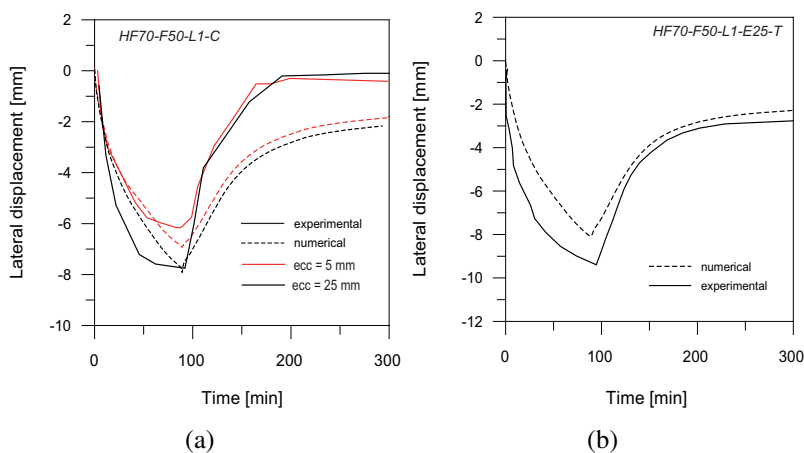 HF70-F50-L1-C
Lateral displacement [mm]
2
0
-2
-4
-6
-8
-10
experimental
numerical
ecc = 5 mm
ecc = 25 mm
0
100
200
300
Time [min]
(a)
HF70-F50-L1-E25-T
Lateral displacement [mm]
2
0
-2
-4
-6
-8
-10
-12
numerical
experimental
0
100
200
300
Time [min]
(b)